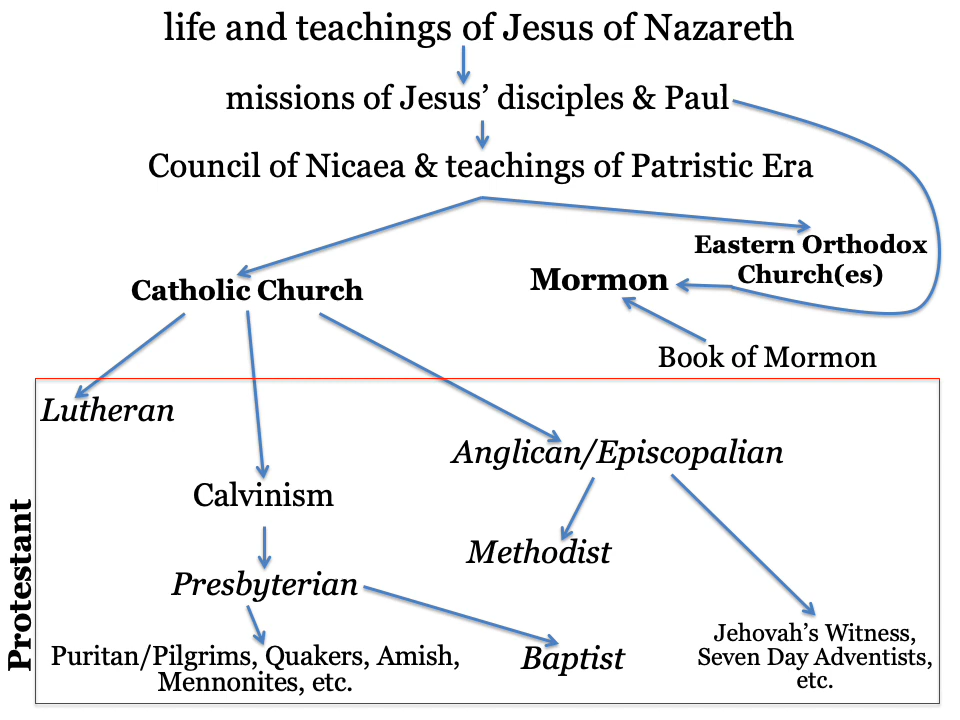 life and teachings of Jesus of Nazareth
missions of Jesus’ disciples & Paul
Council of Nicaea & teachings of Patristic Era
Eastern Orthodox
Church(es)
Mormon
Catholic Church
Book of Mormon
Protestant
Lutheran
Anglican/Episcopalian
Calvinism
Methodist
Presbyterian
Puritan/Pilgrims, Quakers, Amish,
Mennonites, etc.
Baptist
Jehovah’s Witness,
Seven Day Adventists,
etc.